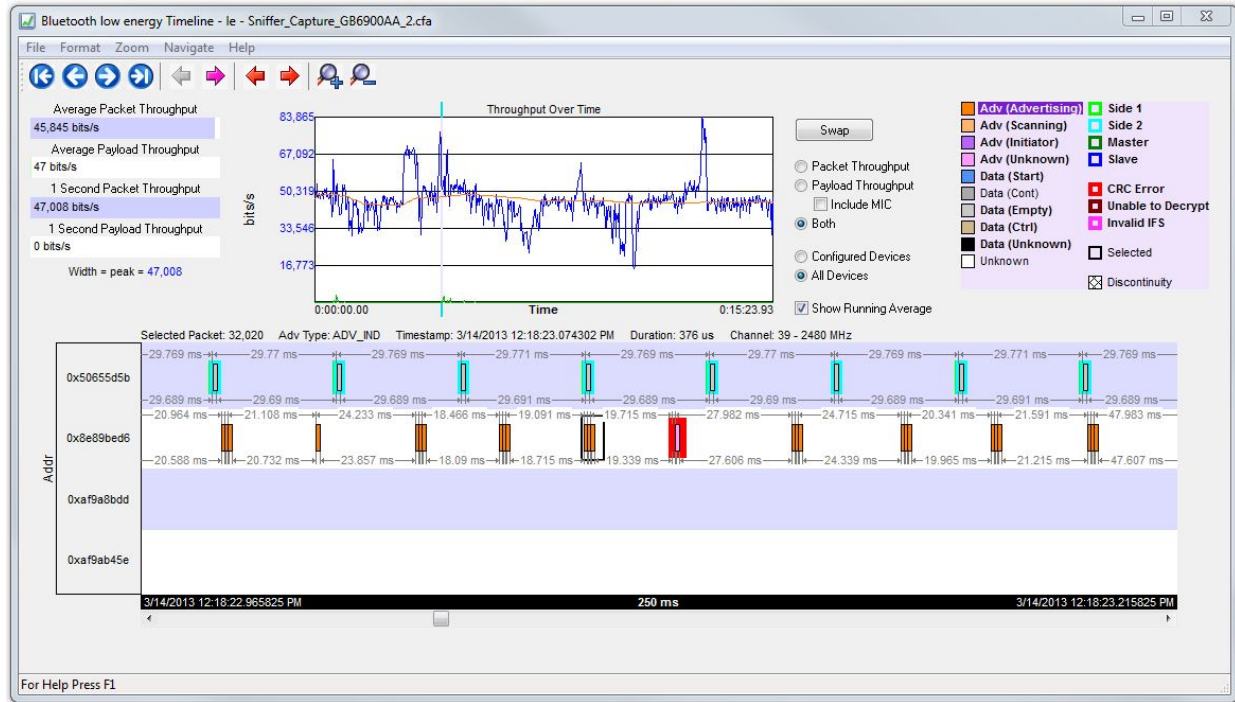 Bluetooth low energy Timeline - le - Sniffer_Capture_GB6900AA_2.cfa
File Format Zoom Navigate Help
Average Packet Throughput
45,845 bits/s
Average Payload Throughput
47 bits/s
1 Second Packet Throughput
47,008 bits/s
1 Second Payload Throughput
0 bits/s
Width = peak = 47,008
Throughput Over Time
83,865
67,092
50,319
33,546
16,773
bits/s
0:00:00.00 Time 0:15:23.93
Swap
Packet Throughput
Payload Throughput
Include MIC
Both
Configured Devices
All Devices
Show Running Average
Adv (Advertising)
Adv (Scanning)
Adv (Initiator)
Adv (Unknown)
Data (Start)
Data (Cont)
Data (Empty)
Data (Ctrl)
Data (Unknown)
Unknown
Side 1
Side 2
Master
Slave
CRC Error
Unable to Decrypt
Invalid IFS
Selected
Discontinuity
Selected Packet: 32,020 Adv Type: ADV_IND Timestamp: 3/14/2013 12:18:23.074302 PM Duration: 376 us Channel: 39 - 2480 MHz
29.769 ms 29.77 ms 29.769 ms 29.771 ms 29.769 ms 29.77 ms 29.769 ms 29.771 ms 29.769 ms
0x50655d5b
29.689 ms 29.69 ms 29.689 ms 29.691 ms 29.689 ms 29.69 ms 29.689 ms 29.691 ms 29.689 ms
20.964 ms 21.108 ms 24.233 ms 18.466 ms 19.091 ms 19.715 ms 27.982 ms 24.715 ms 20.341 ms 21.591 ms 47.983 ms
0x8e89bed6
20.588 ms 20.732 ms 23.857 ms 18.09 ms 18.715 ms 19.339 ms 27.606 ms 24.339 ms 19.965 ms 21.215 ms 47.607 ms
Addr
0xaf9a8bdd
0xaf9ab45e
3/14/2013 12:18:22.965825 PM 250 ms 3/14/2013 12:18:23.215825 PM
For Help Press F1